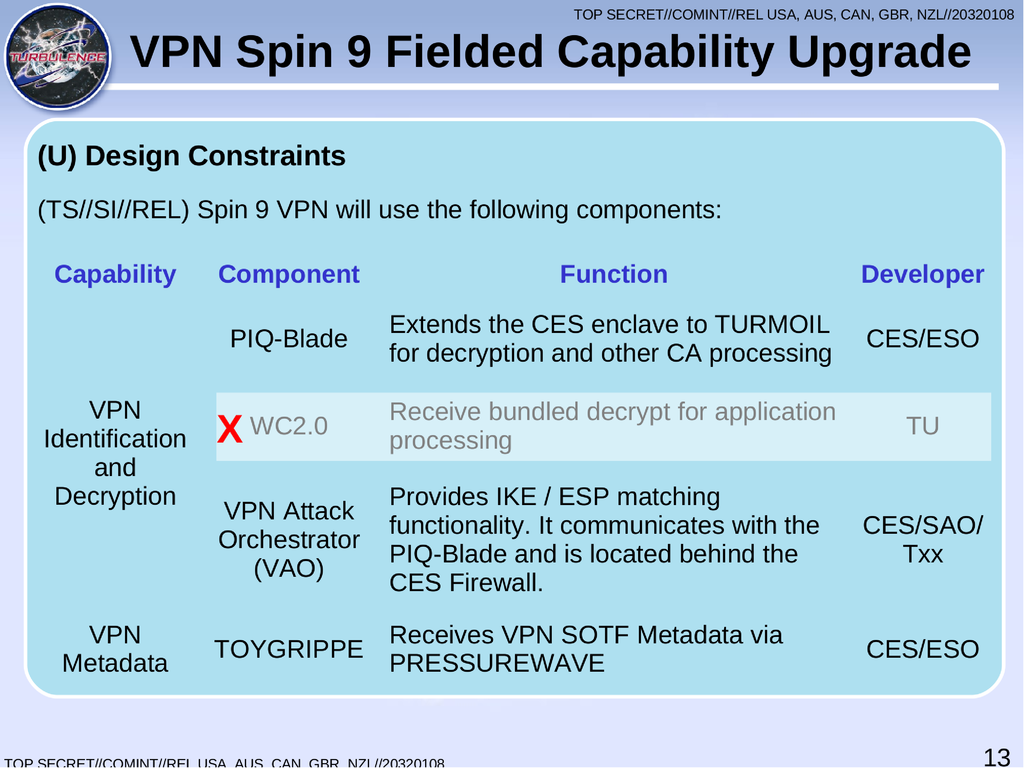 TOP SECRET//COMINT//REL USA, AUS, CAN, GBR, NZL//20320108
TURBULENCE
VPN Spin 9 Fielded Capability Upgrade
(U) Design Constraints
(TS//SI//REL) Spin 9 VPN will use the following components:
Capability Component Function Developer
PIQ-Blade
Extends the CES enclave to TURMOIL
for decryption and other CA processing
CES/ESO
VPN
Identification
and
Decryption
X WC2.0
Receive bundled decrypt for application
processing
TU
VPN Attack
Orchestrator
(VAO)
Provides IKE / ESP matching
functionality. It communicates with the
PIQ-Blade and is located behind the
CES Firewall.
CES/SAO/
Txx
VPN
Metadata
TOYGRIPPE
Receives VPN SOTF Metadata via
PRESSUREWAVE
CES/ESO
13
TOP SECRET//COMINT//REL USA, AUS, CAN, GBR, NZL//20320108